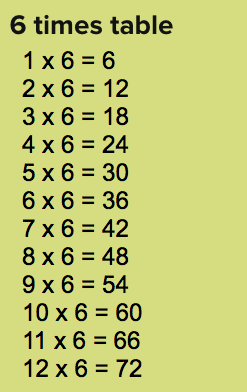 6 times table
1 x 6 = 6
2 x 6 = 12
3 x 6 = 18
4 x 6 = 24
5 x 6 = 30
6 x 6 = 36
7 x 6 = 42
8 x 6 = 48
9 x 6 = 54
10 x 6 = 60
11 x 6 = 66
12 x 6 = 72